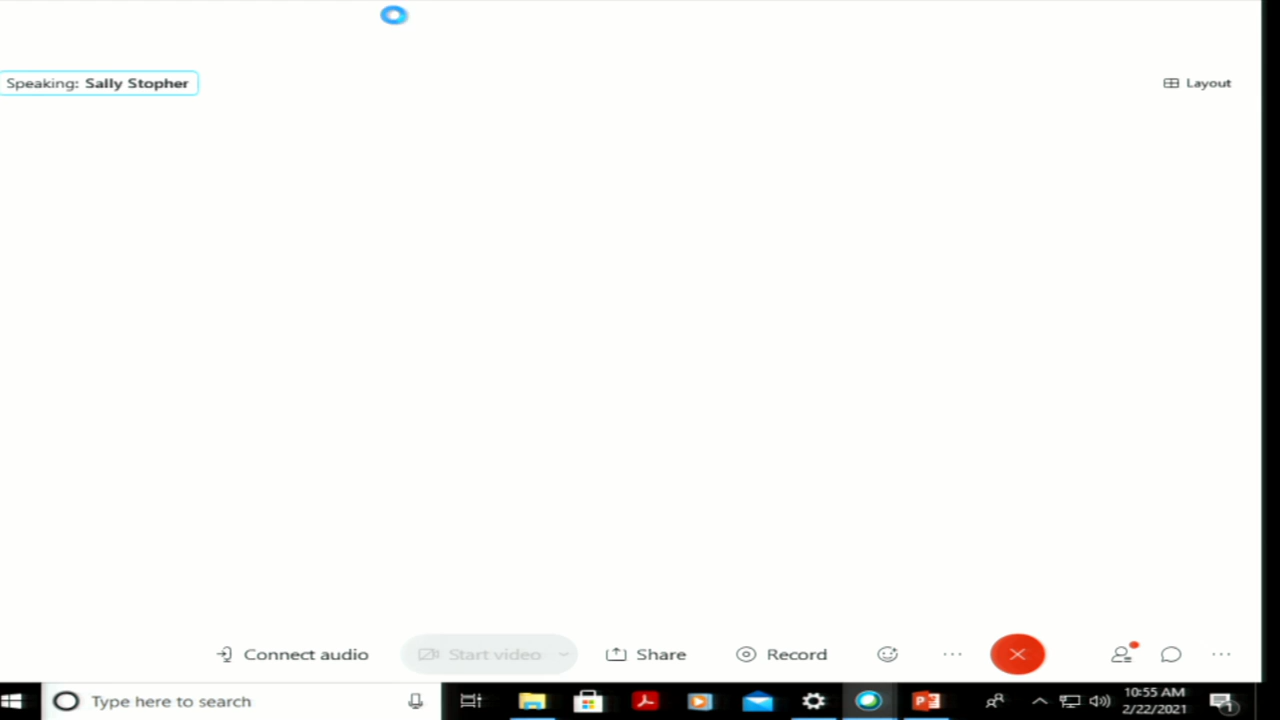 Speaking: Sally Stopher
Layout
Connect audio
Start video
Share
Record
Type here to search
10:55 AM
2/22/2021
1